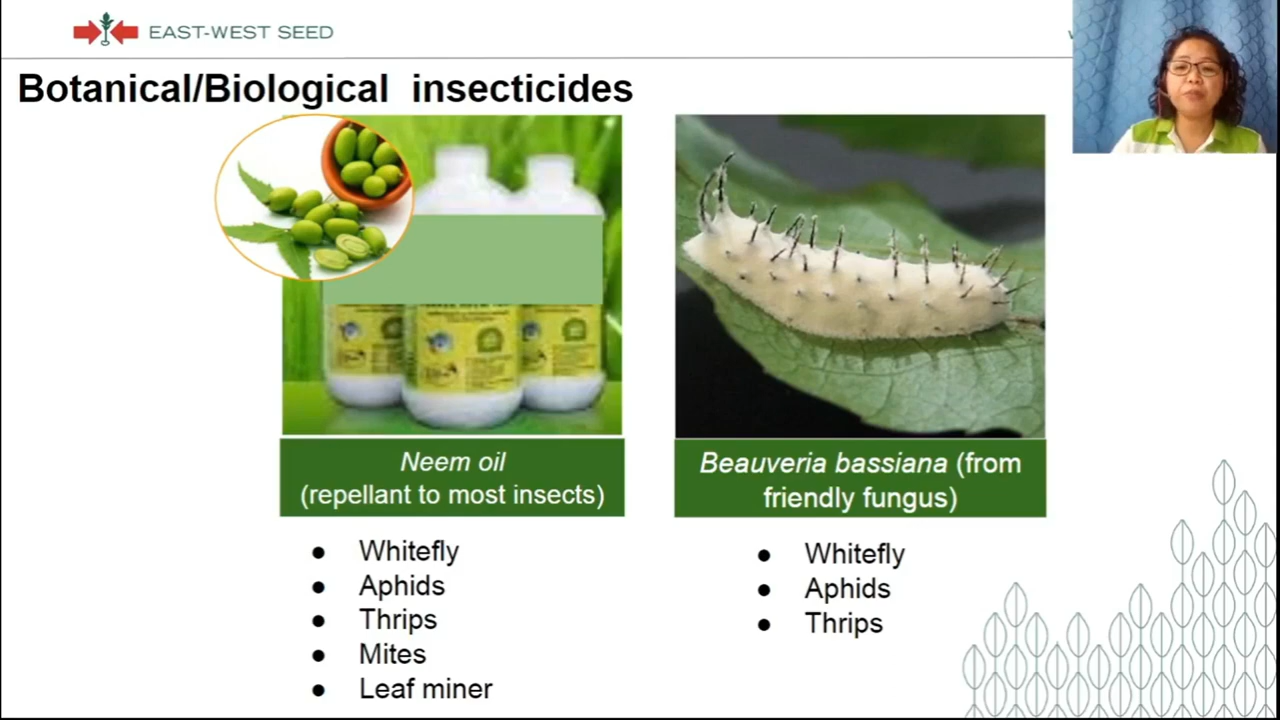 EAST-WEST SEED
Botanical/Biological insecticides
Neem oil
(repellant to most insects)
● Whitefly
● Aphids
● Thrips
● Mites
● Leaf miner
Beauveria bassiana (from
friendly fungus)
● Whitefly
● Aphids
● Thrips